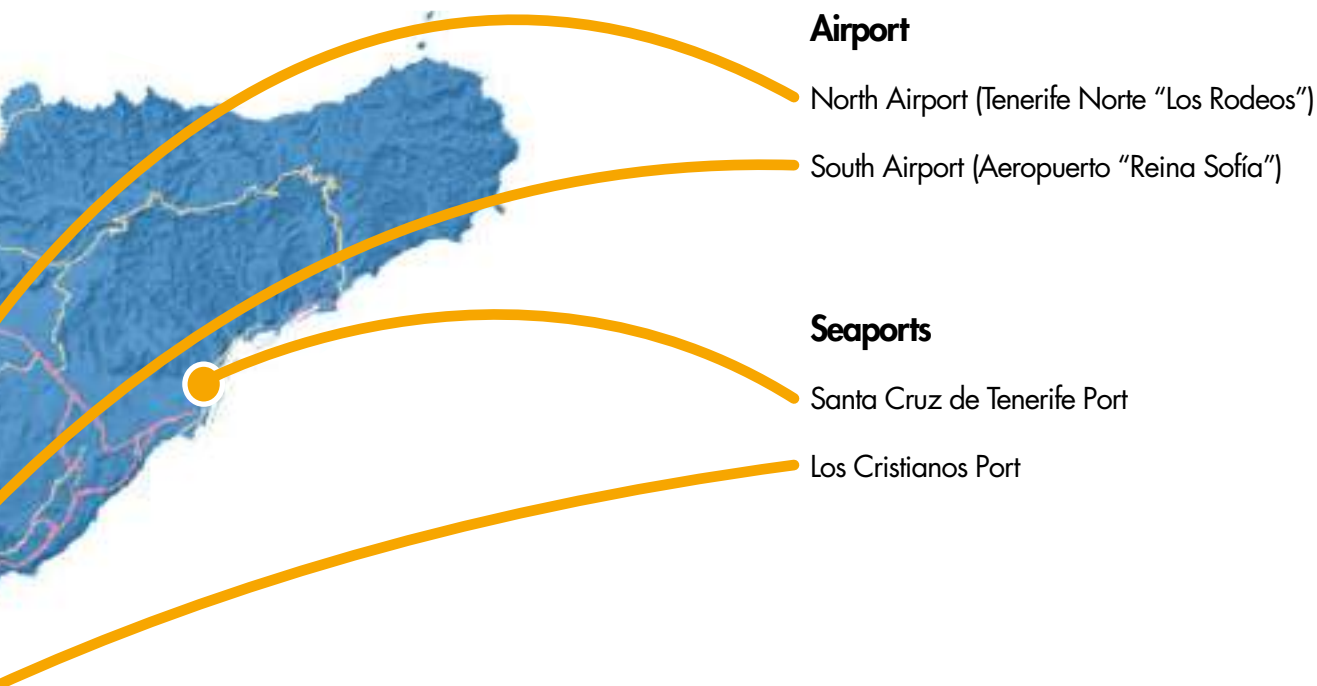 Airport
North Airport (Tenerife Norte “Los Rodeos”)
South Airport (Aeropuerto “Reina Sofía”)
Seaports
Santa Cruz de Tenerife Port
Los Cristianos Port